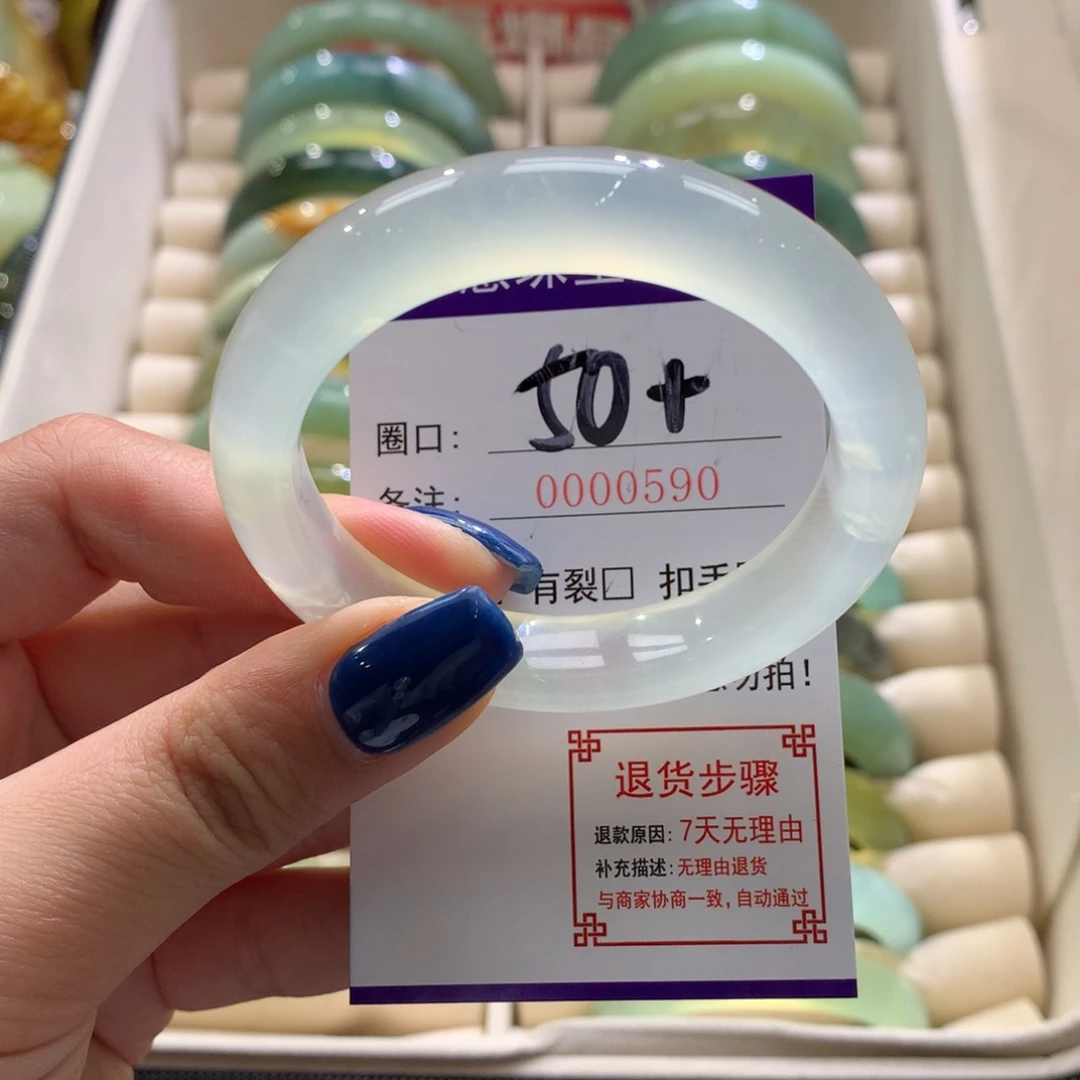 50+
圈口:
备注: 0000590
有裂□ 扣手
勿拍!
退货步骤
退款原因: 7天无理由
补充描述: 无理由退货
与商家协商一致, 自动通过